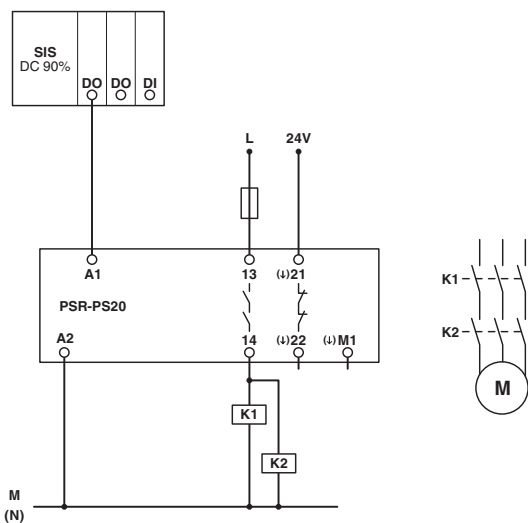 SIS
DC 90%
DO DO DI
L 24V
A1 13 (↓)21
PSR-PS20
A2 14 (↓)22 (↓)M1
K1
K2
M
(N)
K1
K2
M